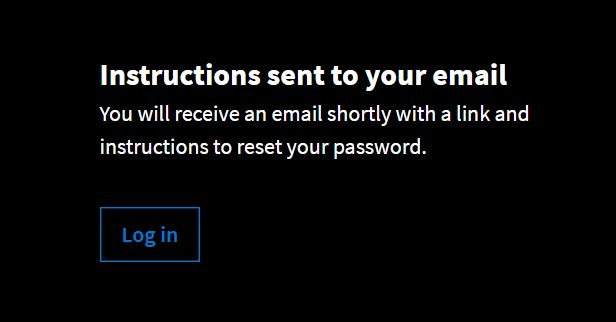 Instructions sent to your email
You will receive an email shortly with a link and
instructions to reset your password.
Log in